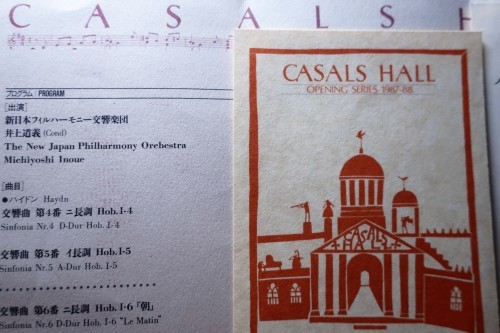 CASALS H
プログラム PROGRAM
[出演]
新日本フィルハーモニー交響楽団
井上道義 (Cond)
The New Japan Philharmony Orchestra
Michiyoshi Inoue
[曲目]
●ハイドン Haydn
交響曲 第4番 ニ長調 Hob. I-4
Sinfonia Nr.4 D-Dur Hob. I-4
交響曲 第5番 イ長調 Hob. I-5
Sinfonia Nr.5 A-Dur Hob. I-5
交響曲 第6番 ニ長調 Hob. I-6「朝」
Sinfonia Nr.6 D-Dur Hob. I-6 "Le Matin"
CASALS HALL
OPENING SERIES 1987-88
CASALS